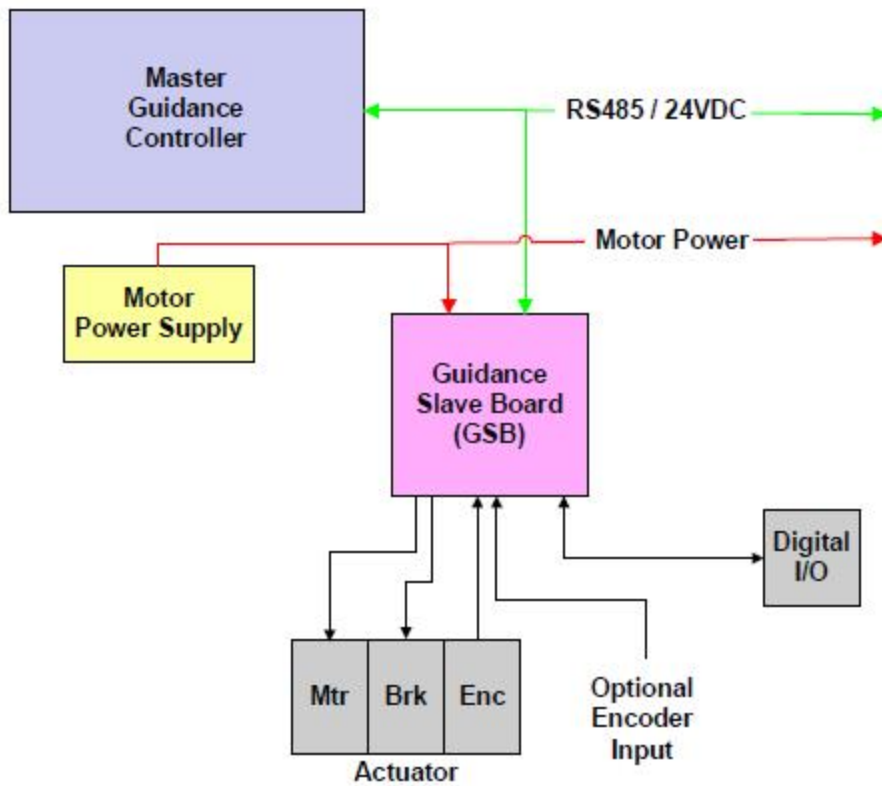 Master
Guidance
Controller
RS485 / 24VDC
Motor Power
Motor
Power Supply
Guidance
Slave Board
(GSB)
Digital
I/O
Mtr
Brk
Enc
Optional
Encoder
Input
Actuator